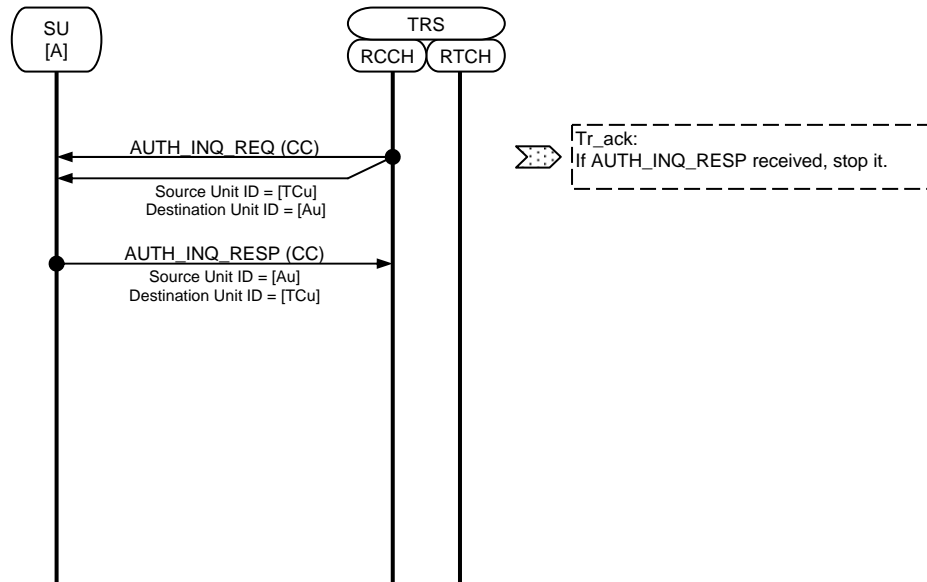 SU
[A]
TRS
RCCH
RTCH
AUTH_INQ_REQ (CC)
Source Unit ID = [TCu]
Destination Unit ID = [Au]
Tr_ack:
If AUTH_INQ_RESP received, stop it.
AUTH_INQ_RESP (CC)
Source Unit ID = [Au]
Destination Unit ID = [TCu]